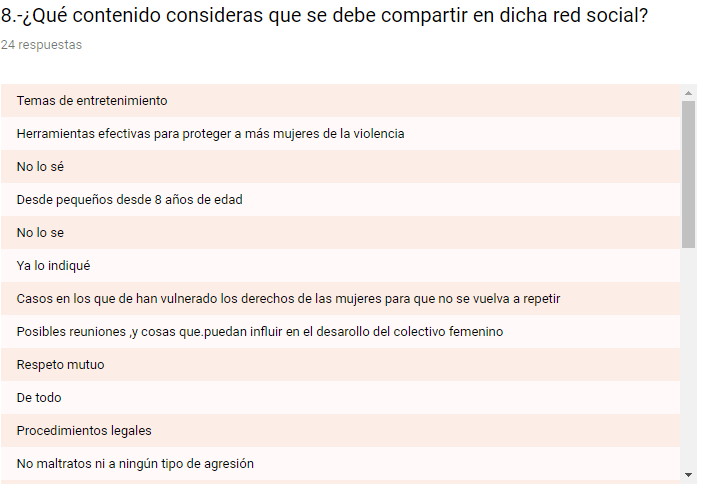 8.-¿Qué contenido consideras que se debe compartir en dicha red social?
24 respuestas
Temas de entretenimiento
Herramientas efectivas para proteger a más mujeres de la violencia
No lo sé
Desde pequeños desde 8 años de edad
No lo se
Ya lo indiqué
Casos en los que de han vulnerado los derechos de las mujeres para que no se vuelva a repetir
Posibles reuniones ,y cosas que.puedan influir en el desarollo del colectivo femenino
Respeto mutuo
De todo
Procedimientos legales
No maltratos ni a ningún tipo de agresión